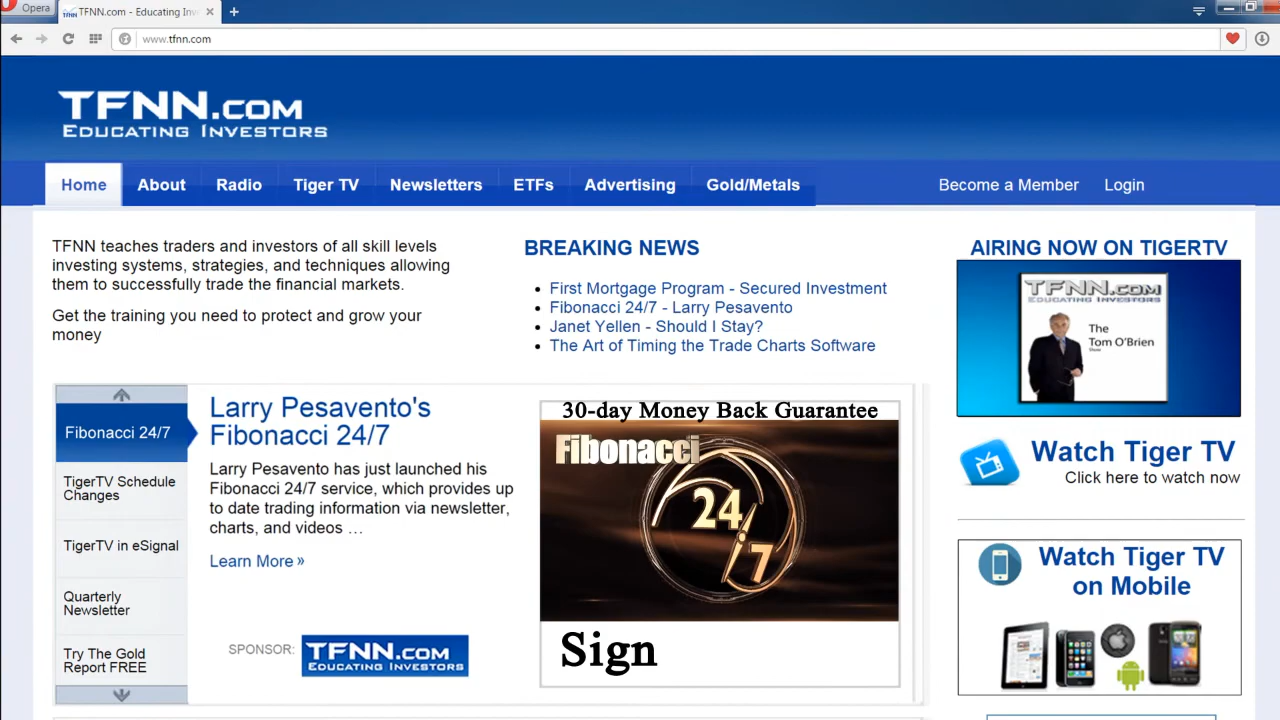 Opera
TFNN.com - Educating Inv
www.tfnn.com
TFNN.COM
EDUCATING INVESTORS
Home
About
Radio
Tiger TV
Newsletters
ETFs
Advertising
Gold/Metals
Become a Member
Login
TFNN teaches traders and investors of all skill levels
investing systems, strategies, and techniques allowing
them to successfully trade the financial markets.
Get the training you need to protect and grow your
money
BREAKING NEWS
First Mortgage Program - Secured Investment
Fibonacci 24/7 - Larry Pesavento
Janet Yellen - Should I Stay?
The Art of Timing the Trade Charts Software
AIRING NOW ON TIGERTV
TFNN.COM
EDUCATING INVESTORS
The
Tom O'Brien
Show
Watch Tiger TV
Click here to watch now
Watch Tiger TV
on Mobile
Fibonacci 24/7
TigerTV Schedule
Changes
TigerTV in eSignal
Quarterly
Newsletter
Try The Gold
Report FREE
Larry Pesavento's
Fibonacci 24/7
Larry Pesavento has just launched his
Fibonacci 24/7 service, which provides up
to date trading information via newsletter,
charts, and videos …
Learn More »
SPONSOR:
TFNN.COM
EDUCATING INVESTORS
30-day Money Back Guarantee
Fibonacci
24/7
Sign